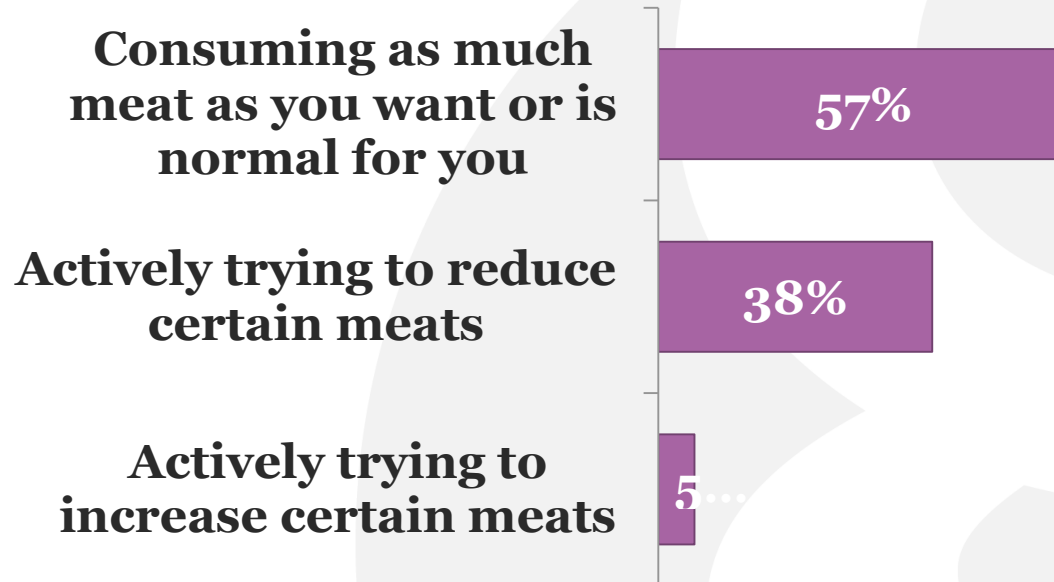 Consuming as much
meat as you want or is
normal for you
57%
Actively trying to reduce
certain meats
38%
Actively trying to
increase certain meats
5...